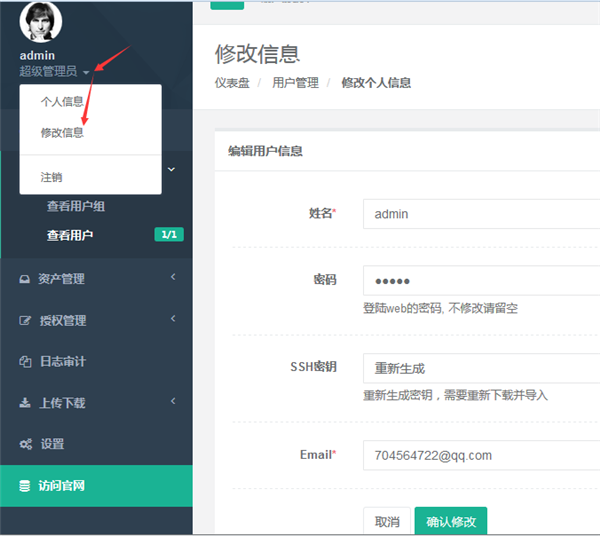 admin
超级管理员
个人信息
修改信息
注销
查看用户组
查看用户 1/1
资产管理
授权管理
日志审计
上传下载
设置
访问官网
修改信息
仪表盘 / 用户管理 / 修改个人信息
编辑用户信息
姓名* admin
密码 ●●●●●
登陆web的密码, 不修改请留空
SSH密钥 重新生成
重新生成密钥，需要重新下载并导入
Email* 704564722@qq.com
取消 确认修改